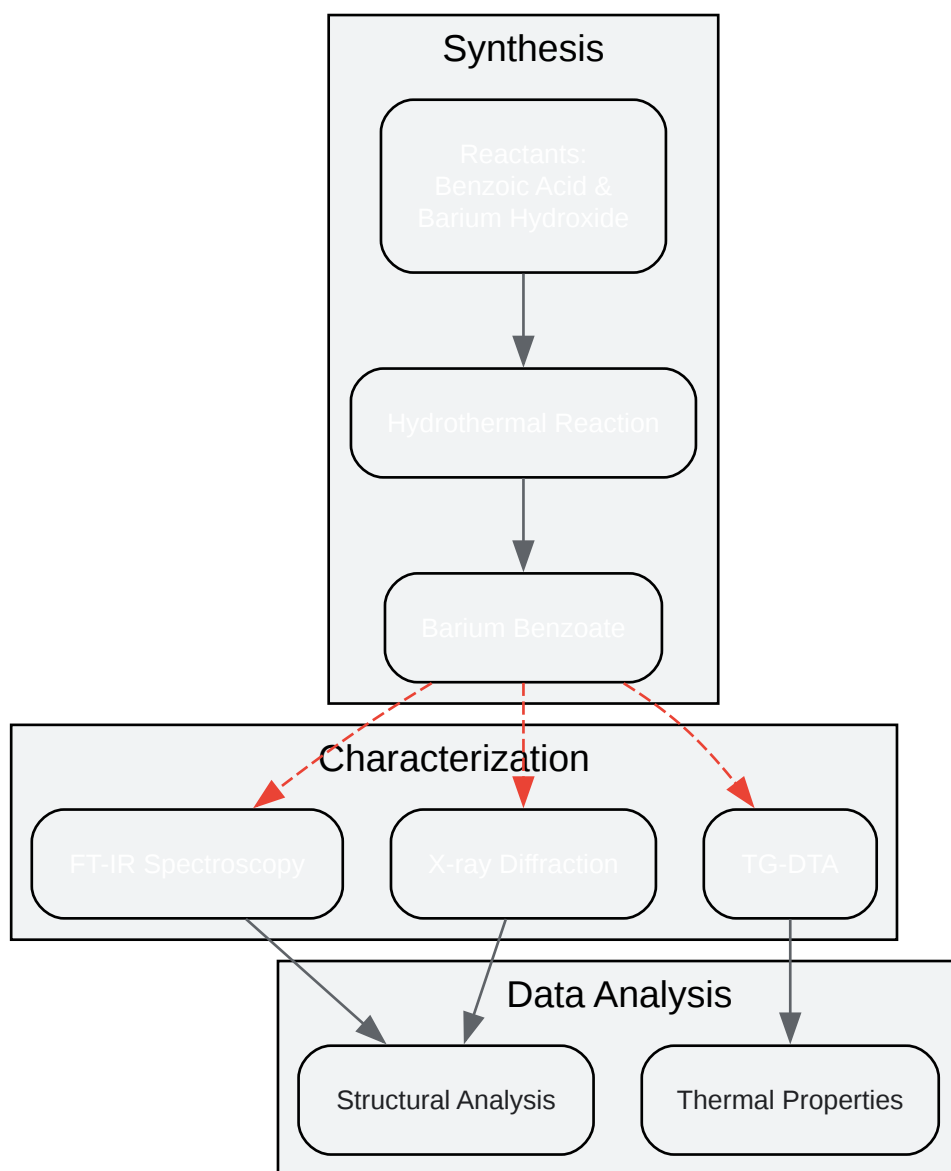 Synthesis
Reactants:
Benzoic Acid &
Barium Hydroxide
Hydrothermal Reaction
Barium Benzoate
Characterization
FT-IR Spectroscopy
X-ray Diffraction
TG-DTA
Data Analysis
Structural Analysis
Thermal Properties